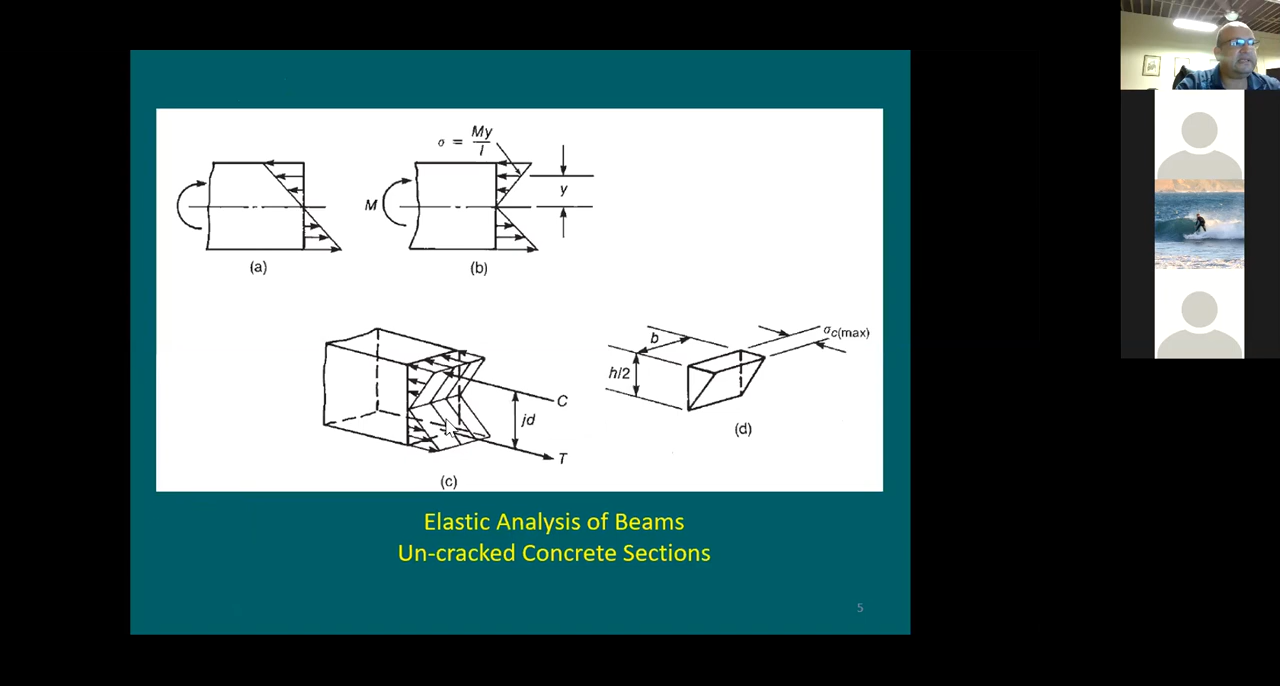 σ = My
I
M
y
(a)
(b)
C
jd
T
(c)
b
h/2
σc(max)
(d)
Elastic Analysis of Beams
Un-cracked Concrete Sections
5